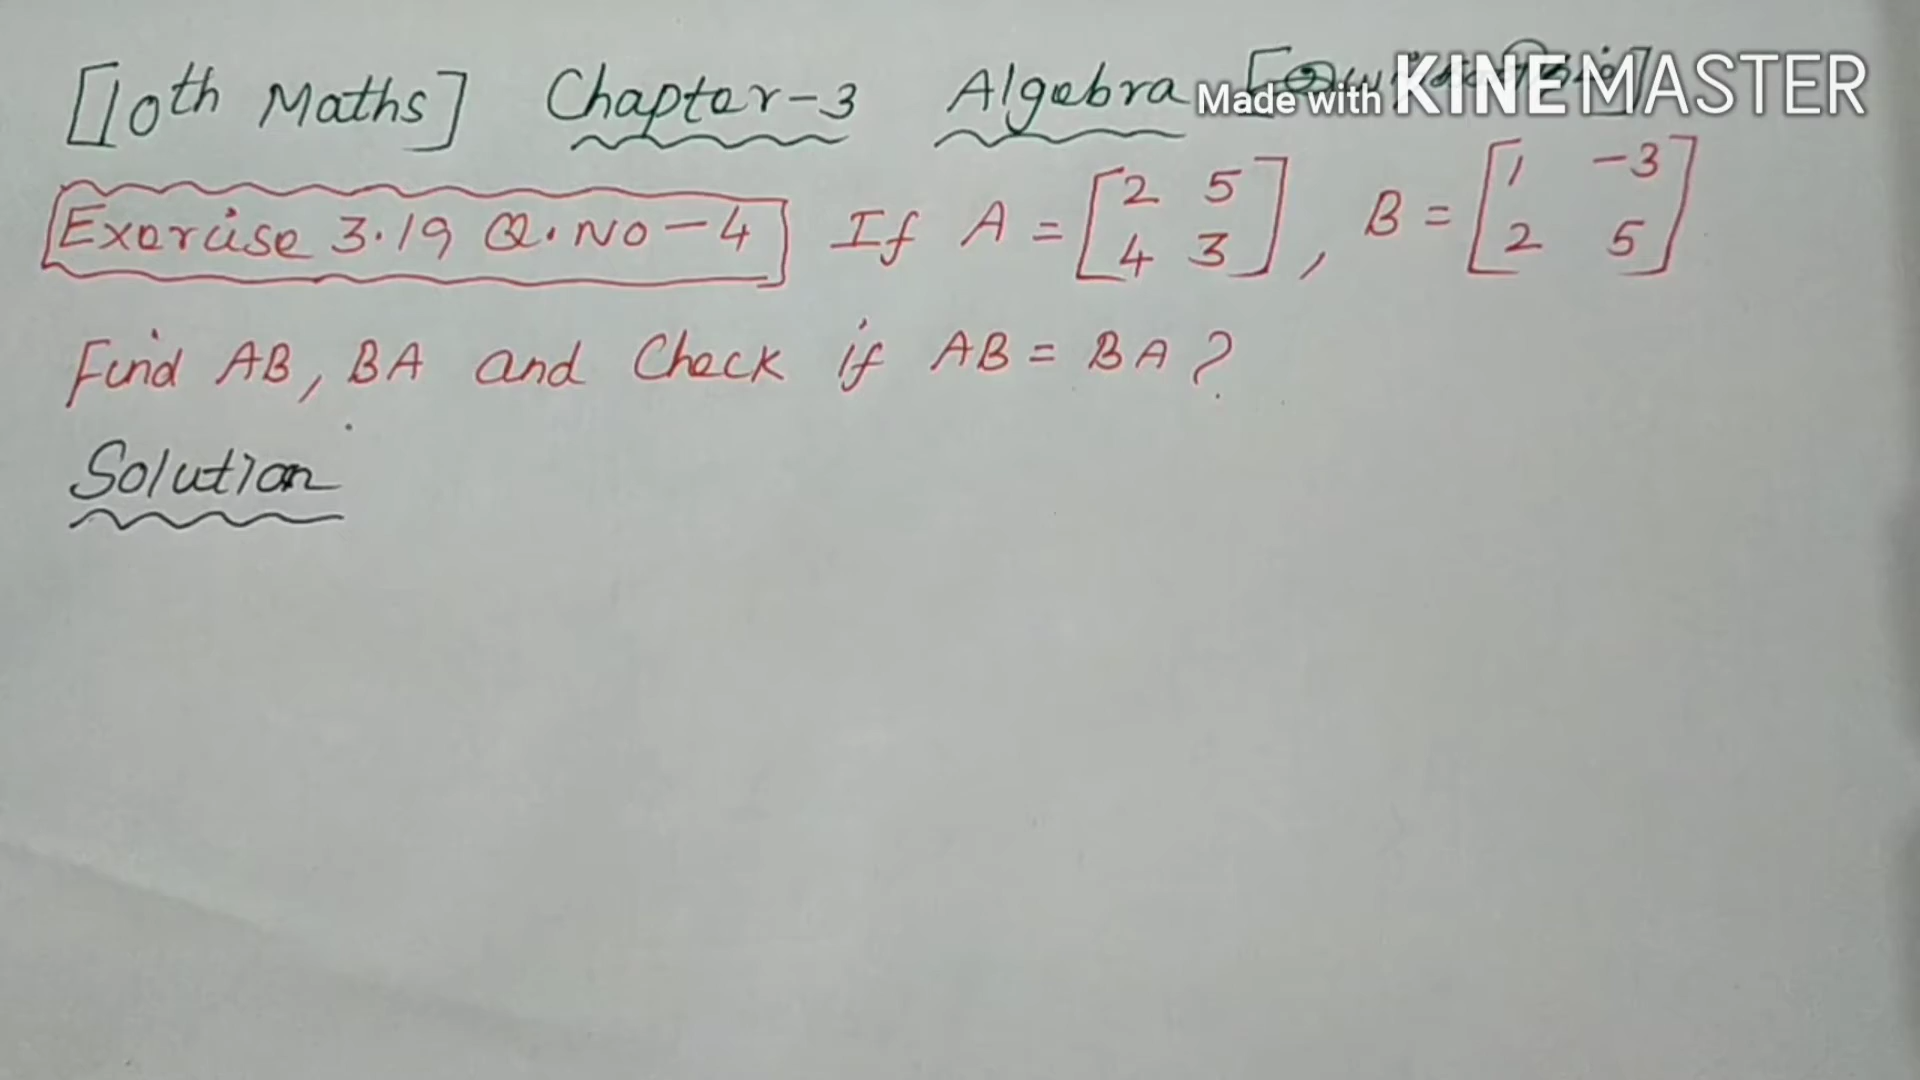 [10th Maths] Chapter-3 Algebra
Made with KINEMASTER
Exercise 3.19 Q.No-4 If A = [2 5
4 3], B = [1 -3
2 5]
Find AB, BA and Check if AB = BA?
Solution